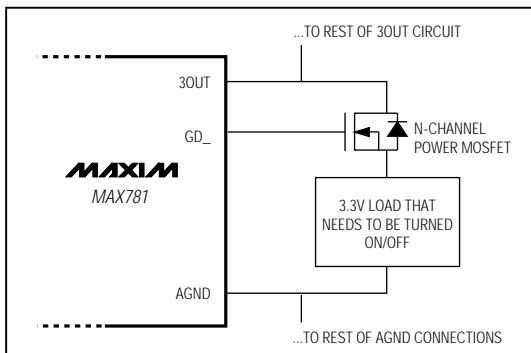 ...TO REST OF 3OUT CIRCUIT
3OUT
GD_
N-CHANNEL
POWER MOSFET
MAXIM
MAX781
3.3V LOAD THAT
NEEDS TO BE TURNED
ON/OFF
AGND
...TO REST OF AGND CONNECTIONS